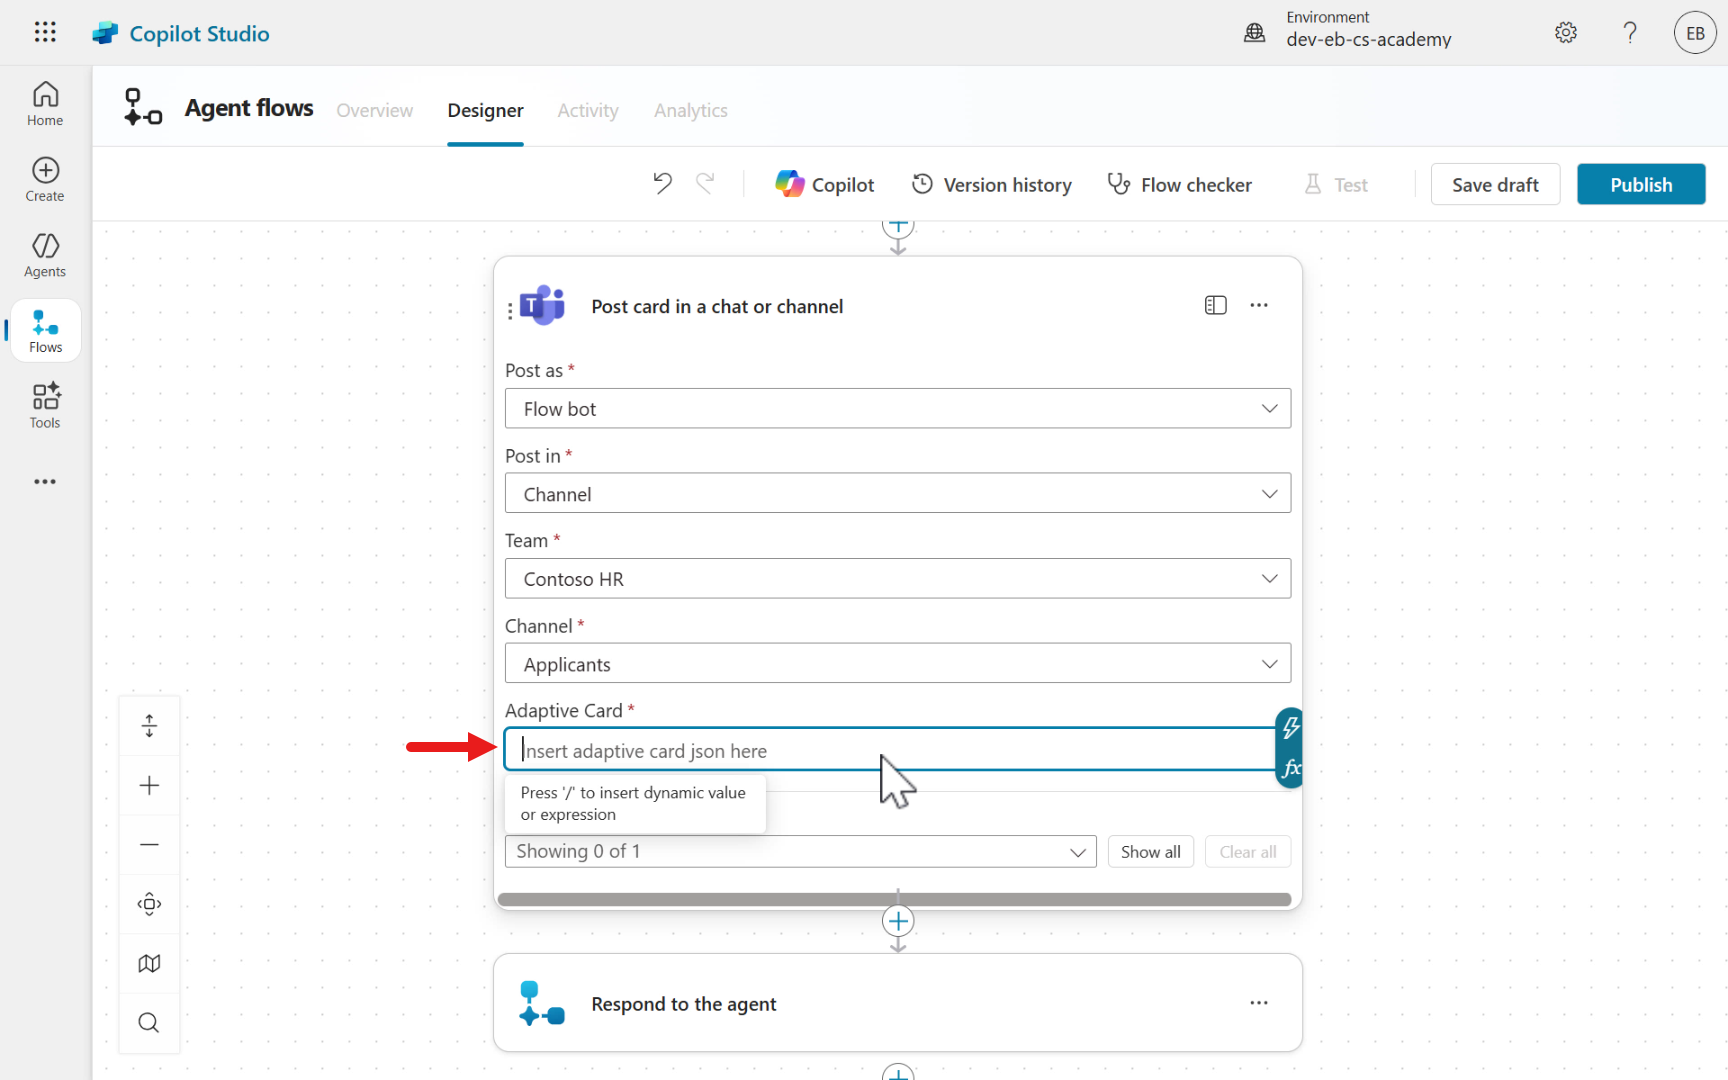 Copilot Studio
Environment
dev-eb-cs-academy
?
EB
Home
Create
Agents
Flows
Tools
Agent flows
Overview
Designer
Activity
Analytics
Copilot
Version history
Flow checker
Test
Save draft
Publish
T
Post card in a chat or channel
Post as *
Flow bot
Post in *
Channel
Team *
Contoso HR
Channel *
Applicants
Adaptive Card *
Insert adaptive card json here
fx
Press '/' to insert dynamic value
or expression
Showing 0 of 1
Show all
Clear all
Respond to the agent